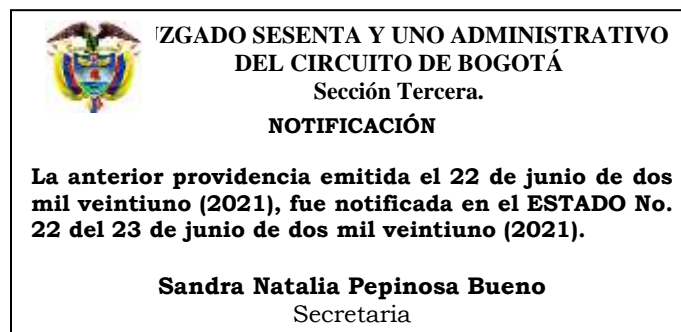 UZGADO SESENTA Y UNO ADMINISTRATIVO
DEL CIRCUITO DE BOGOTÁ
Sección Tercera.
NOTIFICACIÓN
La anterior providencia emitida el 22 de junio de dos
mil veintiuno (2021), fue notificada en el ESTADO No.
22 del 23 de junio de dos mil veintiuno (2021).
Sandra Natalia Pepinosa Bueno
Secretaria